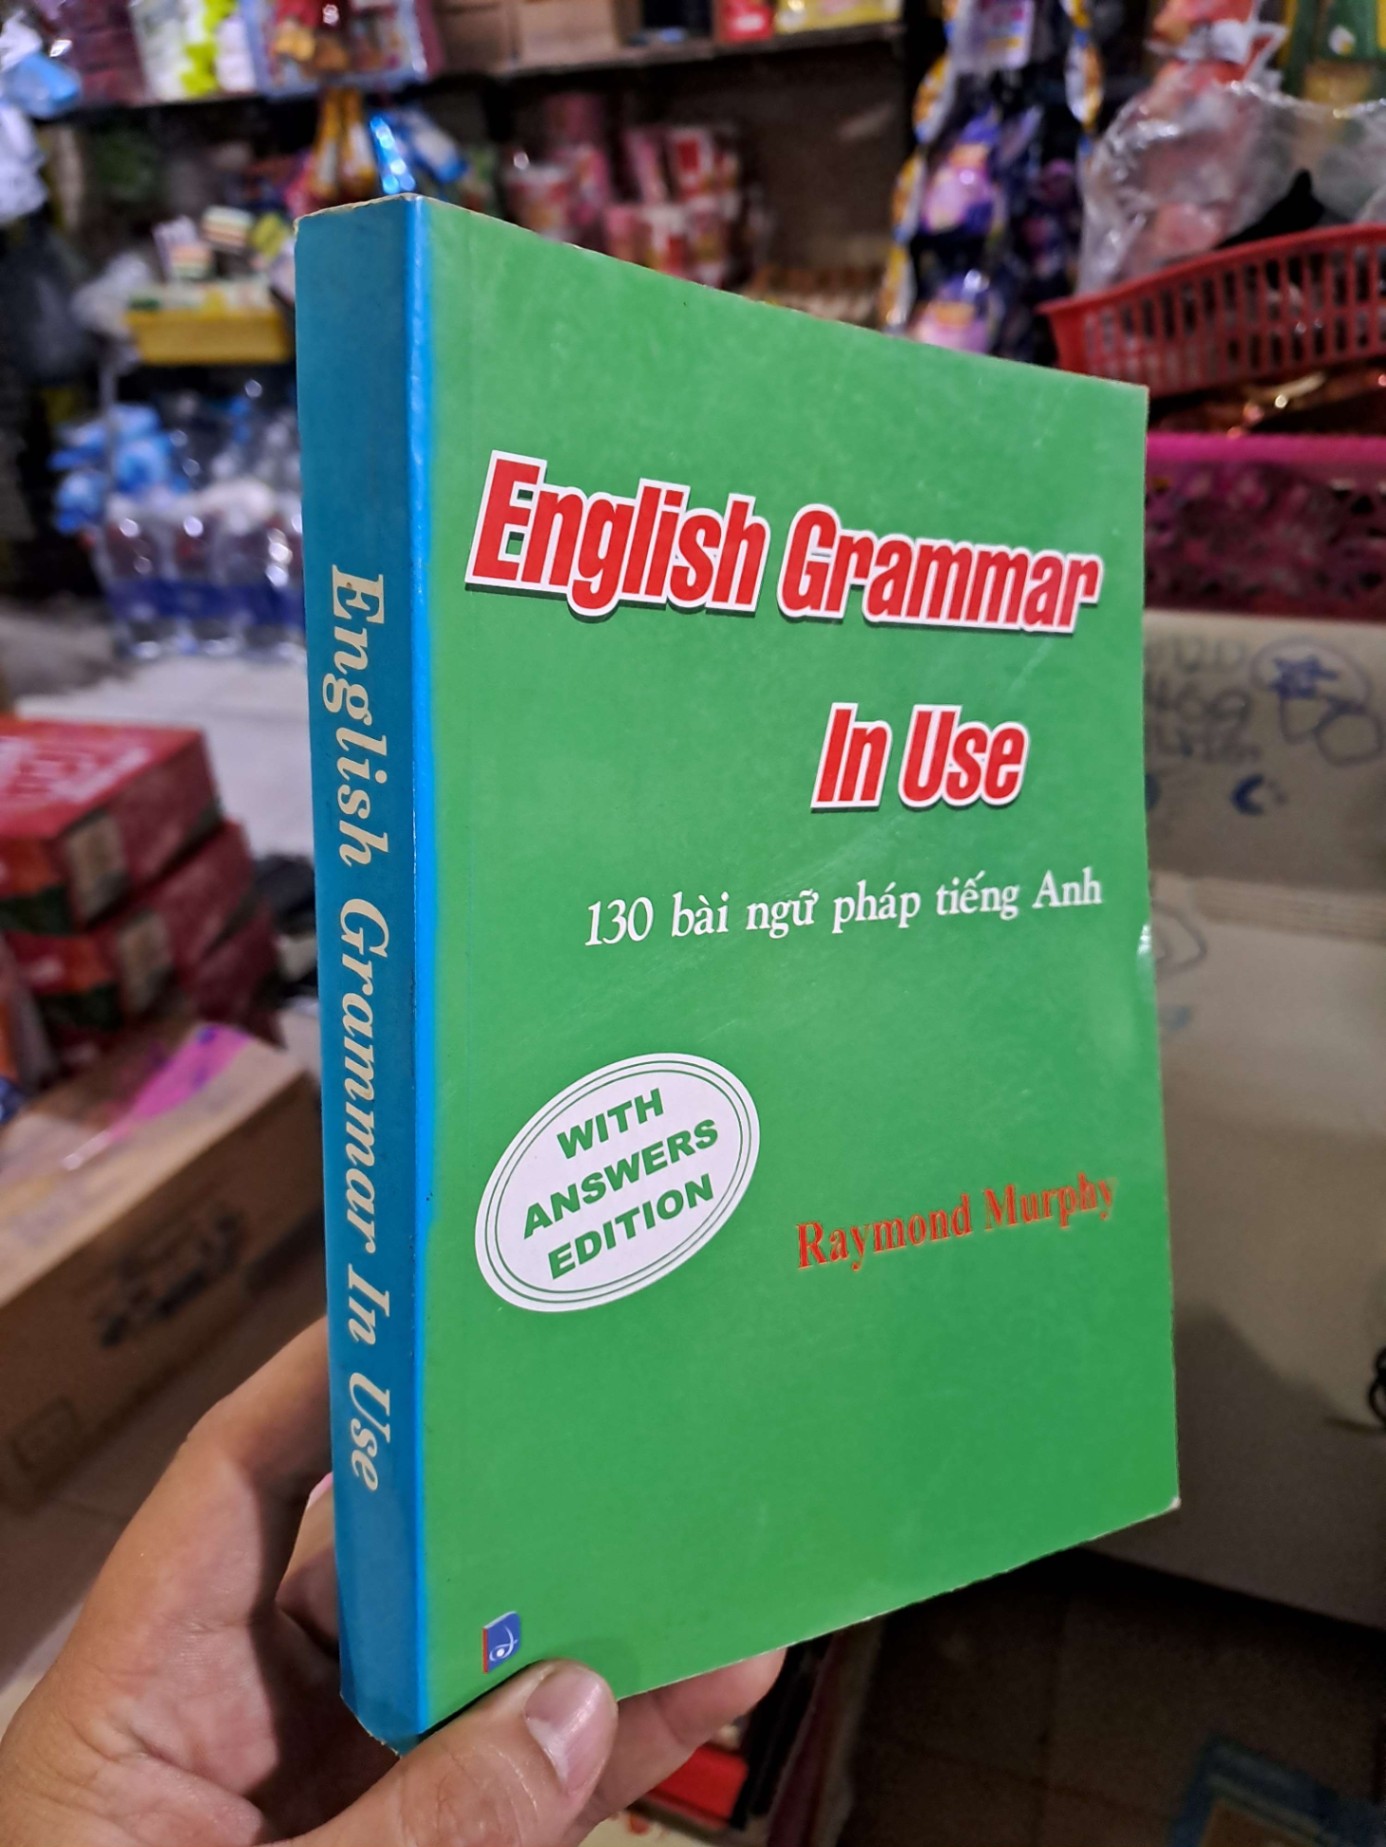 English Grammar
In Use
130 bài ngữ pháp tiếng Anh
WITH
ANSWERS
EDITION
Raymond Murphy
English Grammar In Use